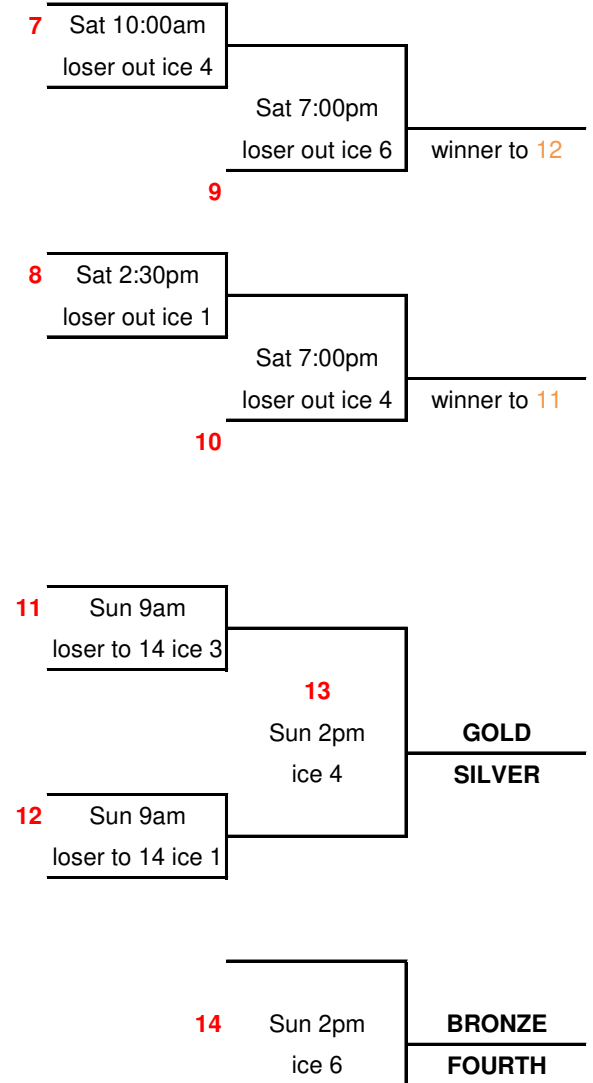 7 Sat 10:00am
loser out ice 4
Sat 7:00pm
loser out ice 6 winner to 12
9
8 Sat 2:30pm
loser out ice 1
Sat 7:00pm
loser out ice 4 winner to 11
10
11 Sun 9am
loser to 14 ice 3
13
Sun 2pm GOLD
ice 4 SILVER
12 Sun 9am
loser to 14 ice 1
14 Sun 2pm BRONZE
ice 6 FOURTH